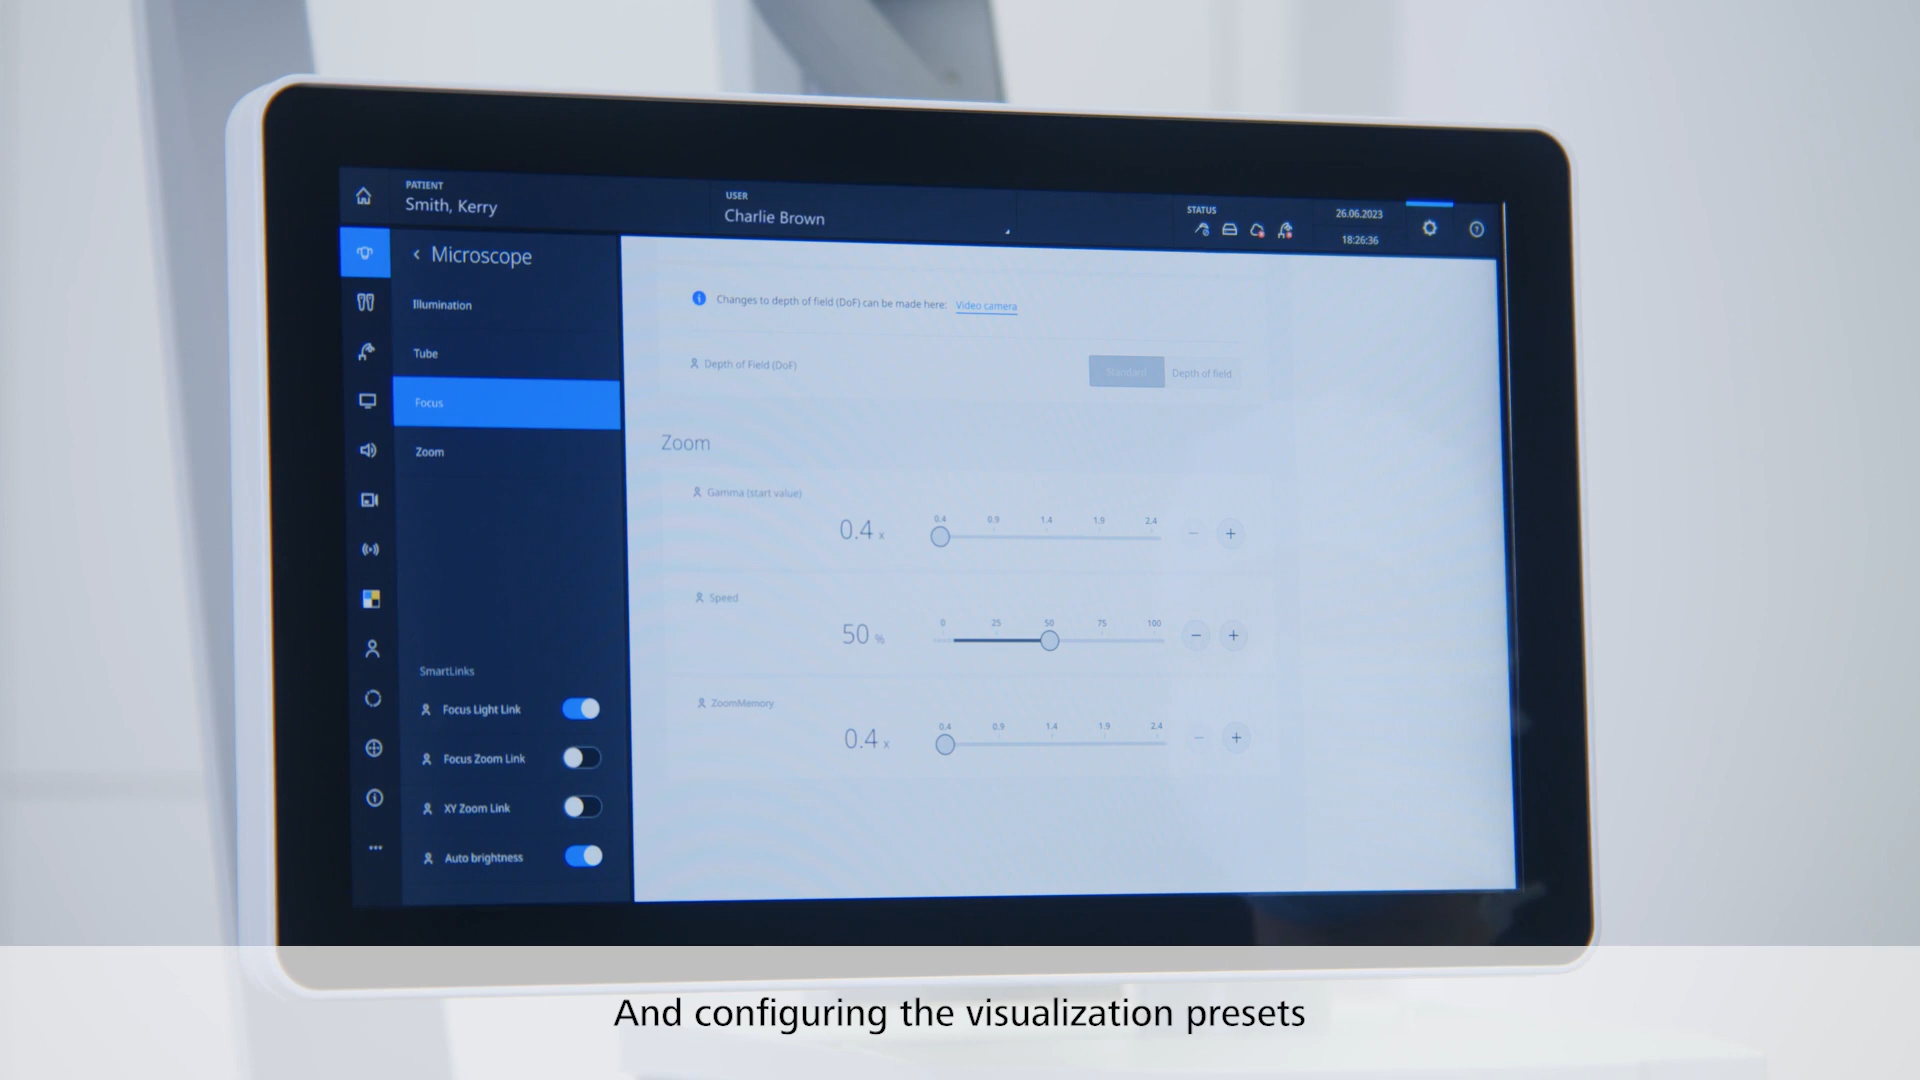 PATIENT
Smith, Kerry
USER
Charlie Brown
STATUS
26.06.2023
18:26:36
Microscope
Illumination
Tube
Focus
Zoom
SmartLinks
Focus Light Link
Focus Zoom Link
XY Zoom Link
Auto brightness
Changes to depth of field (DoF) can be made here: Video camera
Depth of Field (DoF)
Standard Depth of field
Zoom
Gamma (start value)
0.4 x
0.4 0.9 1.4 1.9 2.4
Speed
50 %
0 25 50 75 100
ZoomMemory
0.4 x
0.4 0.9 1.4 1.9 2.4
And configuring the visualization presets